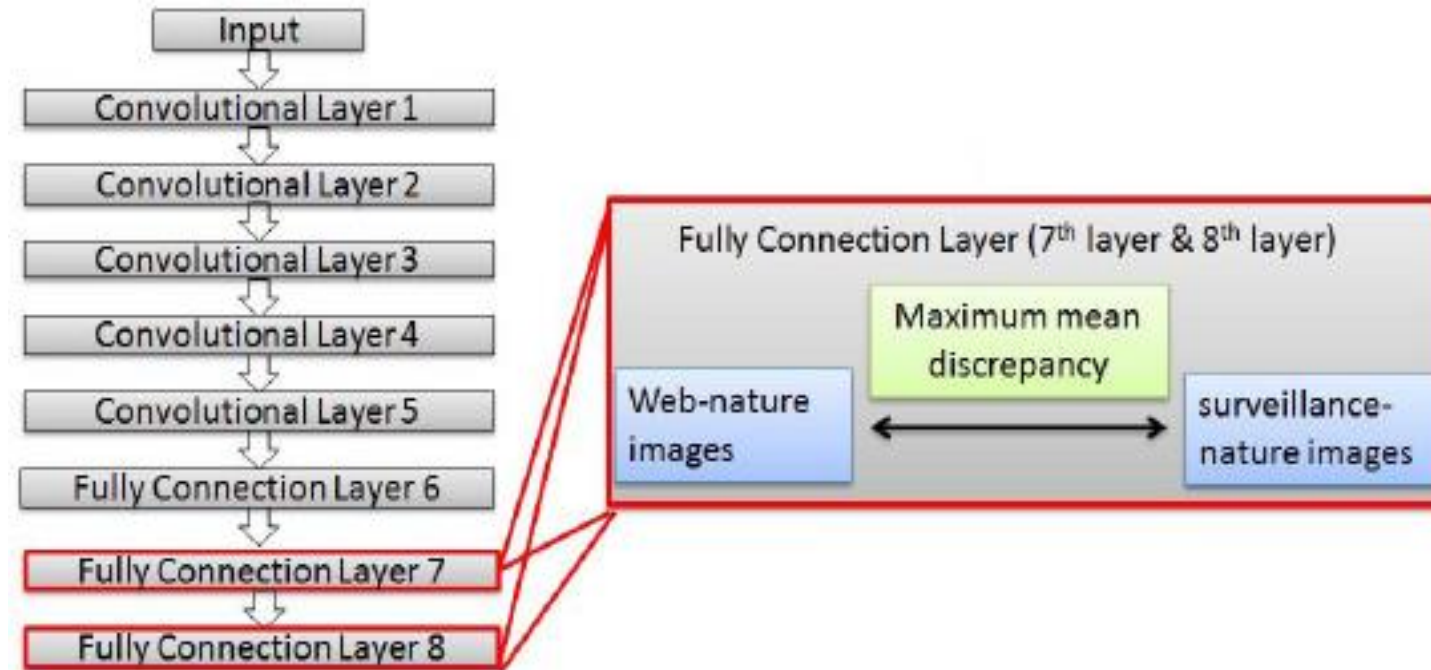 Input
Convolutional Layer 1
Convolutional Layer 2
Convolutional Layer 3
Convolutional Layer 4
Convolutional Layer 5
Fully Connection Layer 6
Fully Connection Layer 7
Fully Connection Layer 8
Fully Connection Layer (7th layer & 8th layer)
Maximum mean
discrepancy
Web-nature
images
surveillance-
nature images